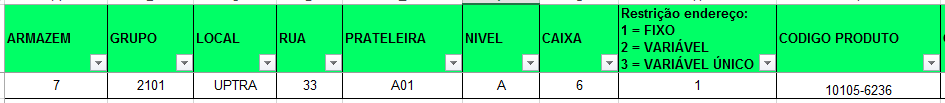 ARMAZEM GRUPO LOCAL RUA PRATELEIRA NIVEL CAIXA Restrição endereço:
1 = FIXO
2 = VARIÁVEL
3 = VARIÁVEL ÚNICO CODIGO PRODUTO
7 2101 UPTRA 33 A01 A 6 1 10105-6236